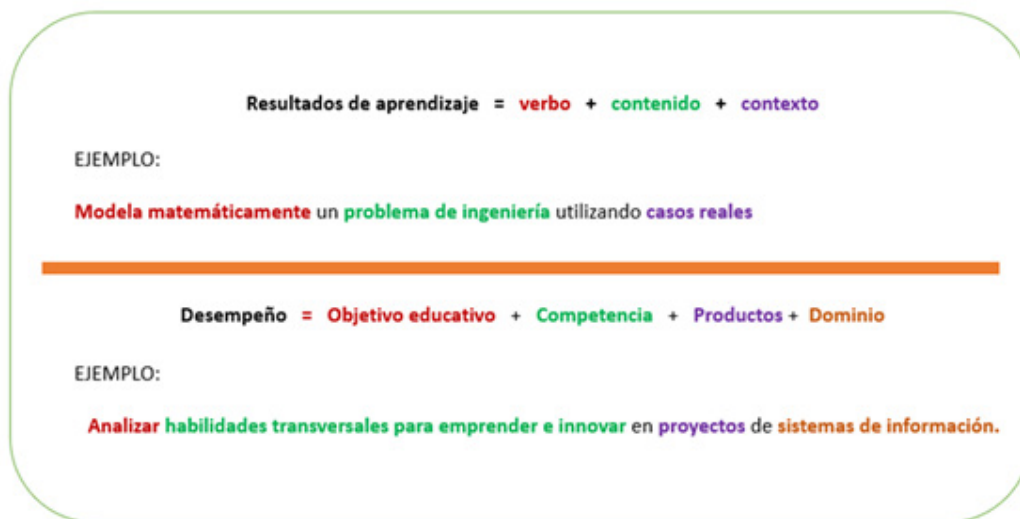 Resultados de aprendizaje = verbo + contenido + contexto
EJEMPLO:
Modela matemáticamente un problema de ingeniería utilizando casos reales
Desempeño = Objetivo educativo + Competencia + Productos + Dominio
EJEMPLO:
Analizar habilidades transversales para emprender e innovar en proyectos de sistemas de información.